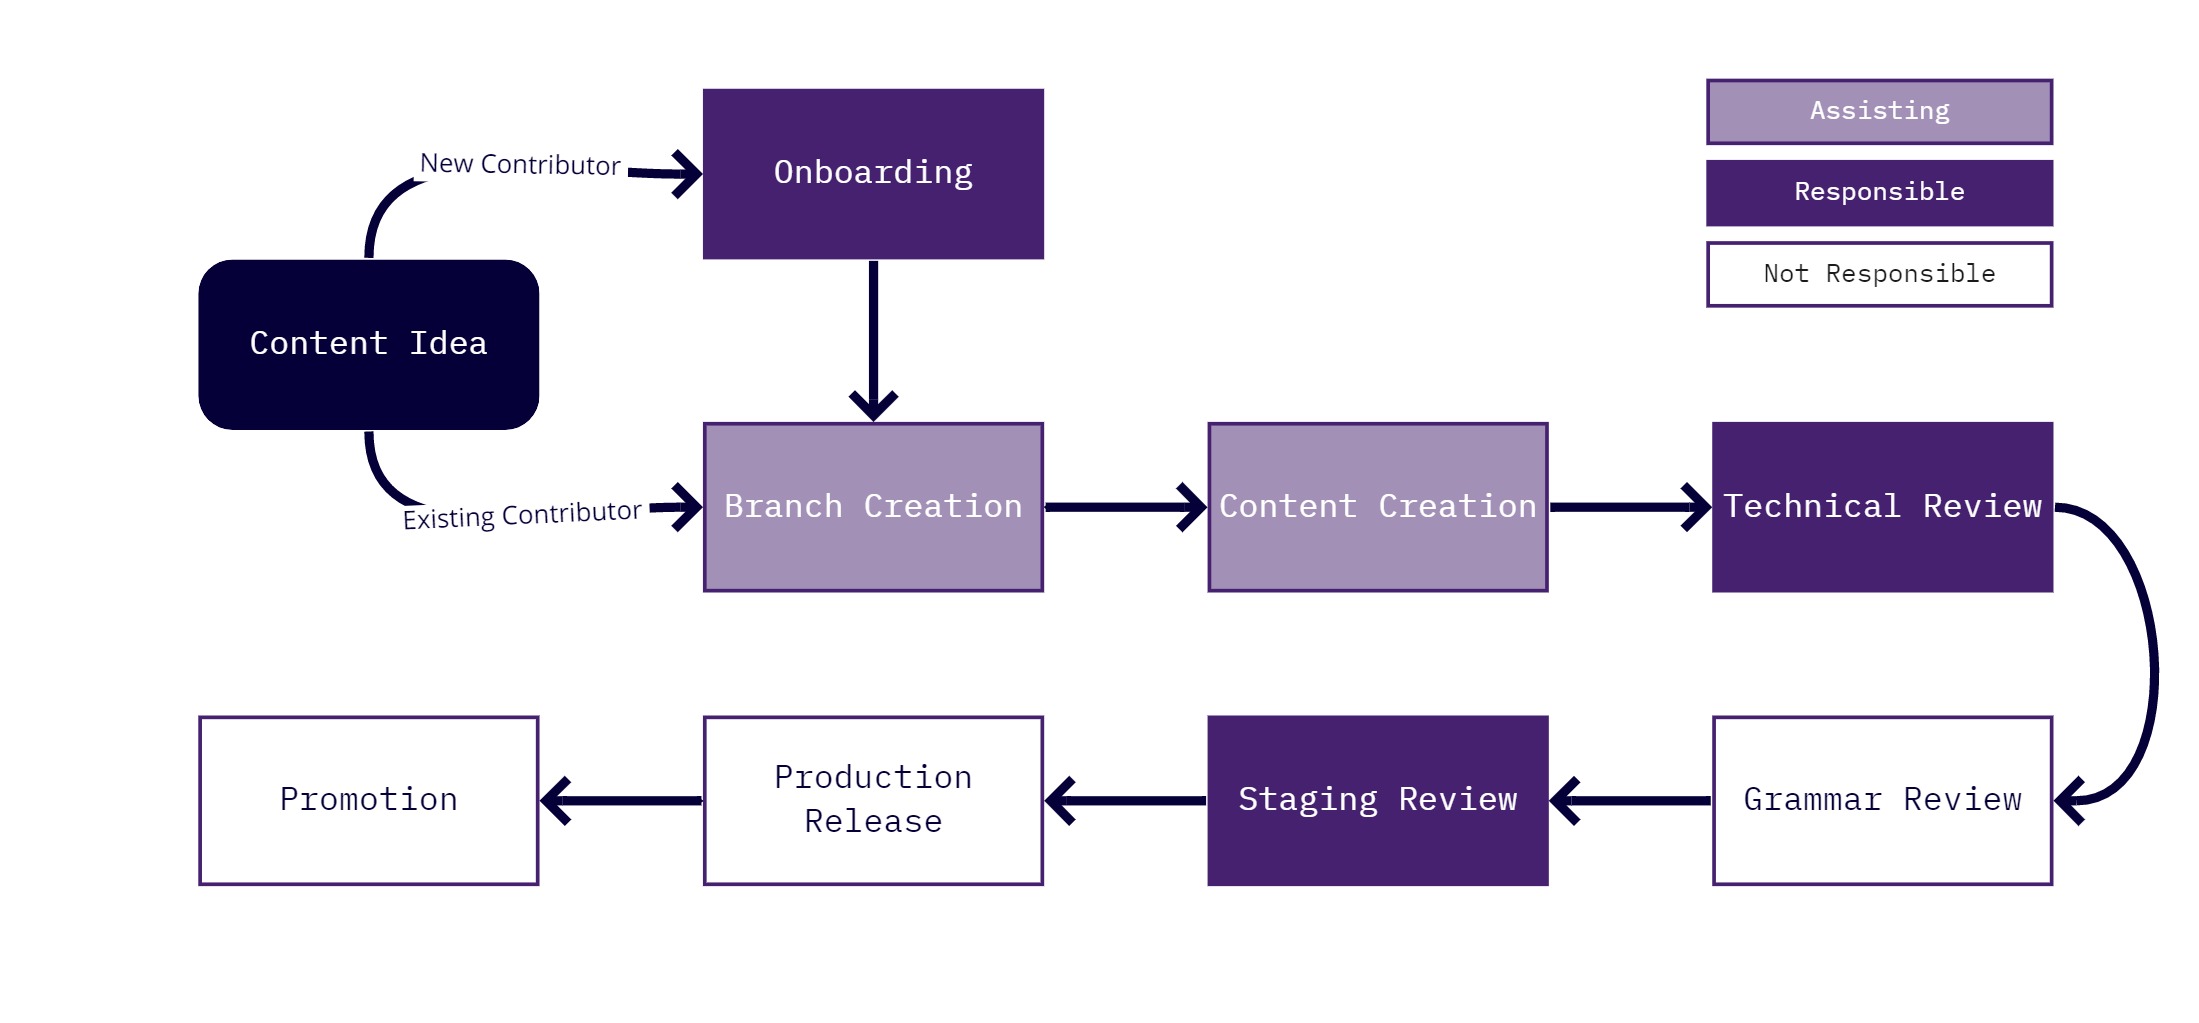 Assisting
New Contributor
Onboarding
Responsible
Not Responsible
Content Idea
Existing Contributor
Branch Creation
Content Creation
Technical Review
Promotion
Production
Release
Staging Review
Grammar Review